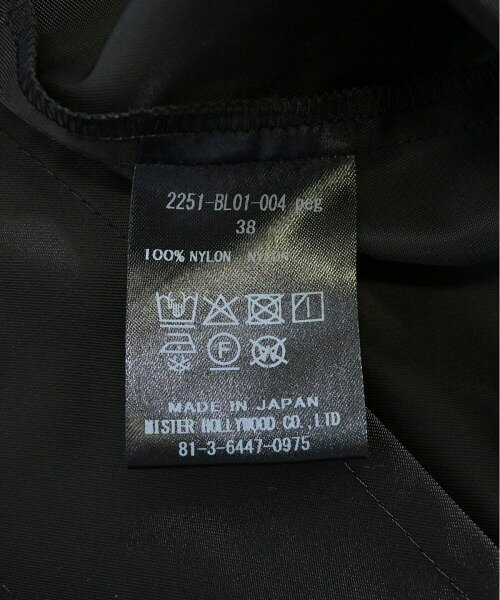 2251-BL01-004 peg
38
100% NYLON NYLON
F W
MADE IN JAPAN
MISTER HOLLYWOOD CO.,LTD
81-3-6447-0975